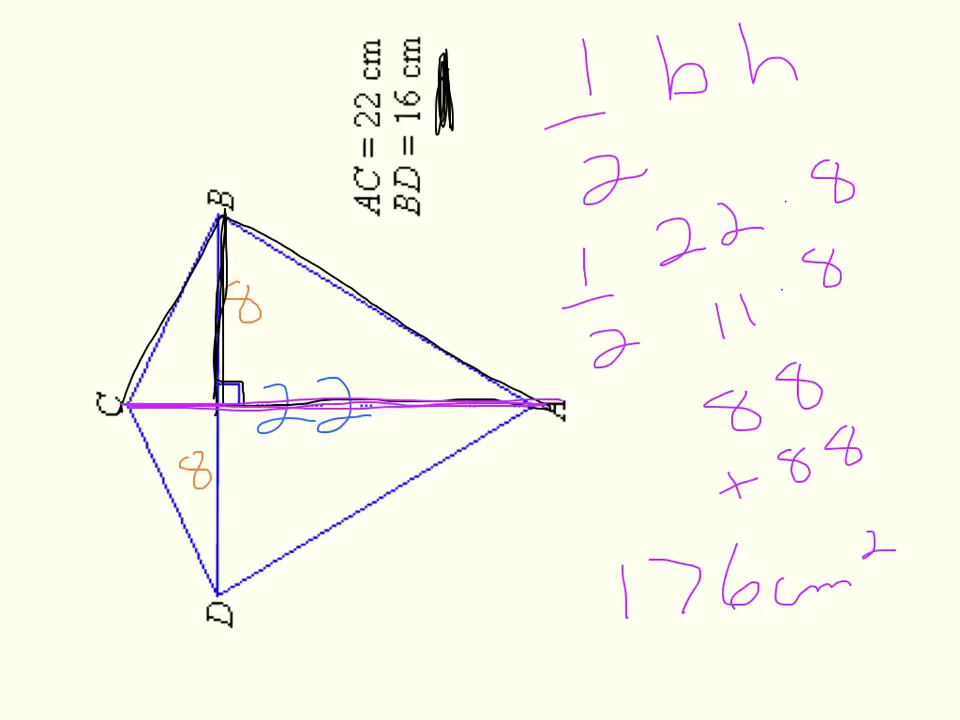 AC = 22 cm
BD = 16 cm
B
8
C
22
A
8
D
1 b h
2
1 22 · 8
2 11 · 8
88
+ 88
176 cm²